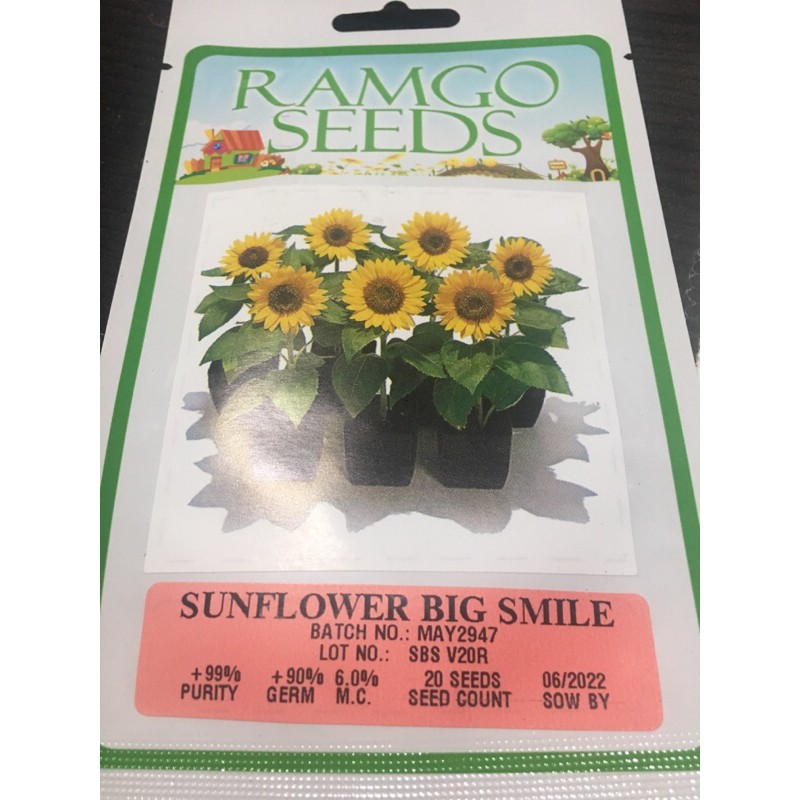 RAMGO
SEEDS
SUNFLOWER BIG SMILE
BATCH NO.: MAY2947
LOT NO.: SBS V20R
+99% +90% 6.0% 20 SEEDS 06/2022
PURITY GERM M.C. SEED COUNT SOW BY